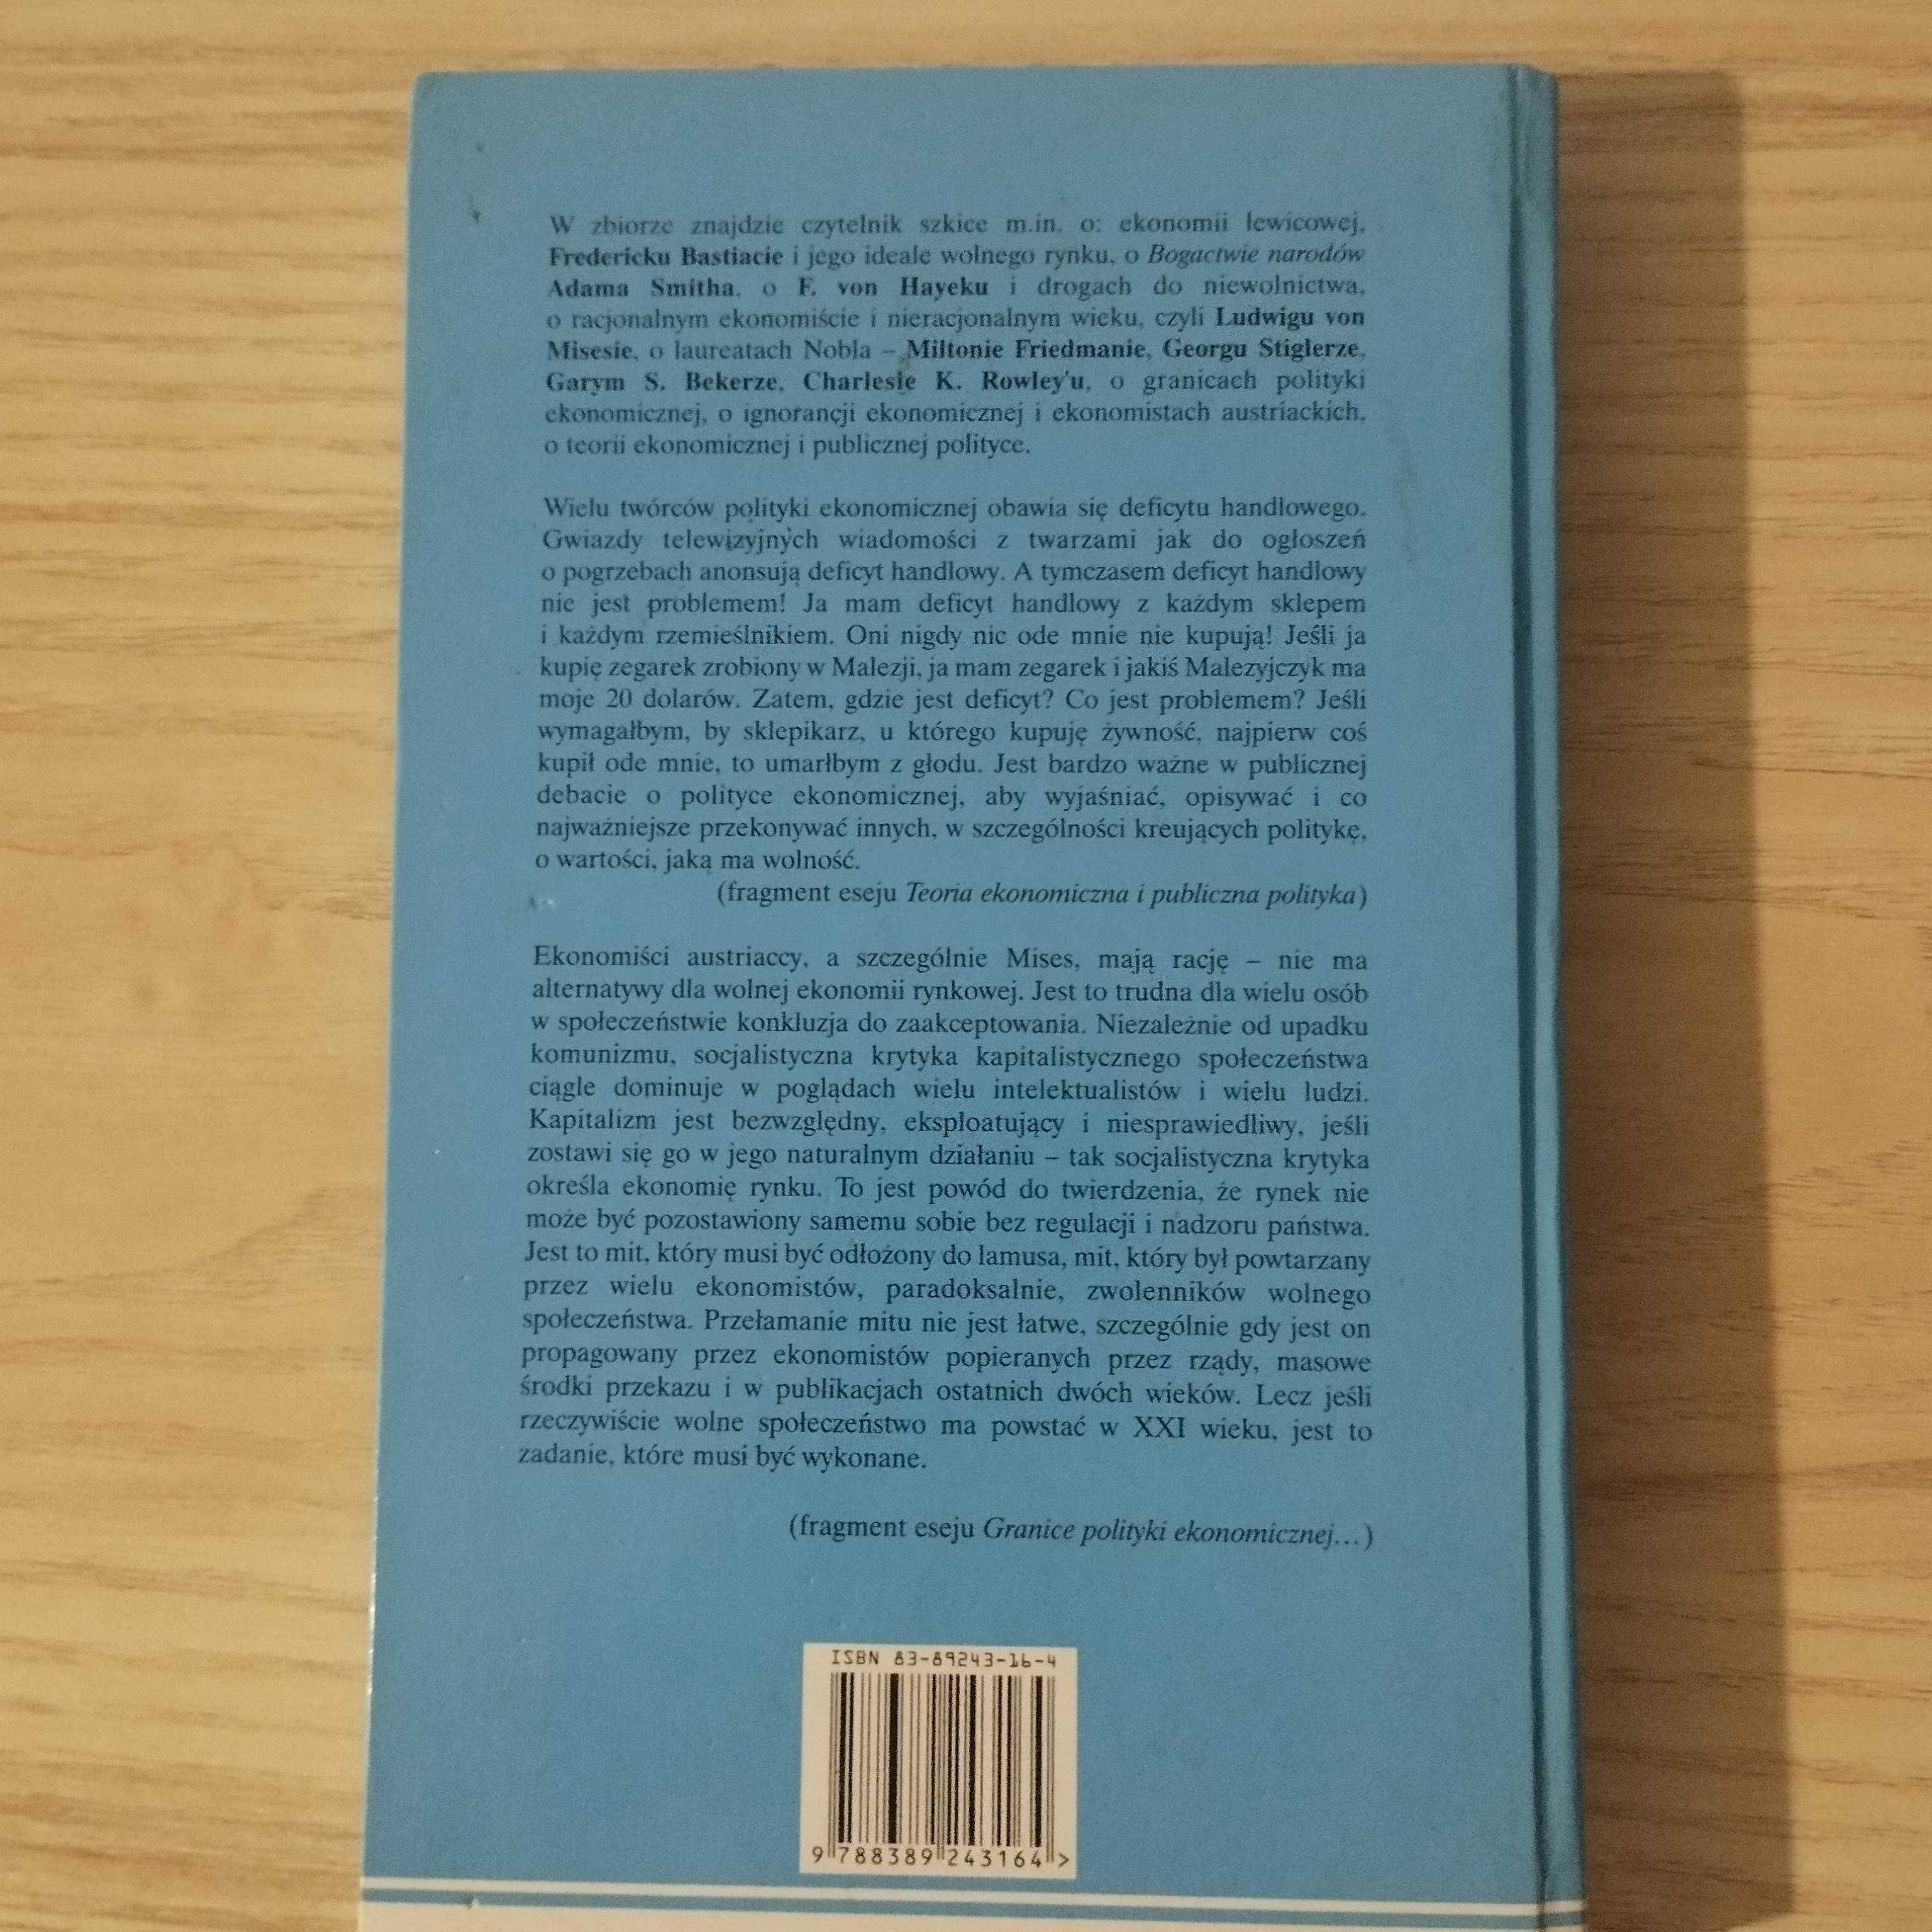 W zbiorze znajdzie czytelnik szkice m.in. o: ekonomii lewicowej,
Fredericku Bastiacie i jego ideale wolnego rynku, o Bogactwie narodów
Adama Smitha, o F. von Hayeku i drogach do niewolnictwa,
o racjonalnym ekonomiście i nieracjonalnym wieku, czyli Ludwigu von
Misesie, o laureatach Nobla – Miltonie Friedmanie, Georgu Stiglerze,
Garym S. Bekerze, Charlesie K. Rowley'u, o granicach polityki
ekonomicznej, o ignorancji ekonomicznej i ekonomistach austriackich,
o teorii ekonomicznej i publicznej polityce.
Wielu twórców polityki ekonomicznej obawia się deficytu handlowego.
Gwiazdy telewizyjnych wiadomości z twarzami jak do ogłoszeń
o pogrzebach anonsują deficyt handlowy. A tymczasem deficyt handlowy
nie jest problemem! Ja mam deficyt handlowy z każdym sklepem
i każdym rzemieślnikiem. Oni nigdy nic ode mnie nie kupują! Jeśli ja
kupię zegarek zrobiony w Malezji, ja mam zegarek i jakiś Malezyjczyk ma
moje 20 dolarów. Zatem, gdzie jest deficyt? Co jest problemem? Jeśli
wymagałbym, by sklepikarz, u którego kupuję żywność, najpierw coś
kupił ode mnie, to umarłbym z głodu. Jest bardzo ważne w publicznej
debacie o polityce ekonomicznej, aby wyjaśniać, opisywać i co
najważniejsze przekonywać innych, w szczególności kreujących politykę,
o wartości, jaką ma wolność.
(fragment eseju Teoria ekonomiczna i publiczna polityka)
Ekonomiści austriaccy, a szczególnie Mises, mają rację – nie ma
alternatywy dla wolnej ekonomii rynkowej. Jest to trudna dla wielu osób
w społeczeństwie konkluzja do zaakceptowania. Niezależnie od upadku
komunizmu, socjalistyczna krytyka kapitalistycznego społeczeństwa
ciągle dominuje w poglądach wielu intelektualistów i wielu ludzi.
Kapitalizm jest bezwzględny, eksploatujący i niesprawiedliwy, jeśli
zostawi się go w jego naturalnym działaniu – tak socjalistyczna krytyka
określa ekonomię rynku. To jest powód do twierdzenia, że rynek nie
może być pozostawiony samemu sobie bez regulacji i nadzoru państwa.
Jest to mit, który musi być odłożony do lamusa, mit, który był powtarzany
przez wielu ekonomistów, paradoksalnie, zwolenników wolnego
społeczeństwa. Przełamanie mitu nie jest łatwe, szczególnie gdy jest on
propagowany przez ekonomistów popieranych przez rządy, masowe
środki przekazu i w publikacjach ostatnich dwóch wieków. Lecz jeśli
rzeczywiście wolne społeczeństwo ma powstać w XXI wieku, jest to
zadanie, które musi być wykonane.
(fragment eseju Granice polityki ekonomicznej...)
ISBN 83-89243-16-4
9 788389 243164 >